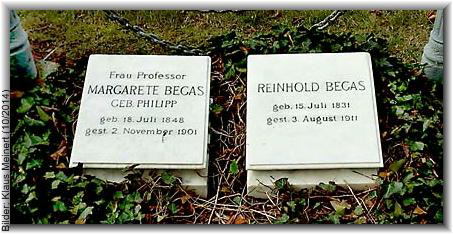 Frau Professor
MARGARETE BEGAS
GEB. PHILIPP
geb. 18. Juli 1848
gest. 2. November 1901
REINHOLD BEGAS
geb. 15. Juli 1831
gest. 3. August 1911
Bilder: Klaus Meinert (10/2014)